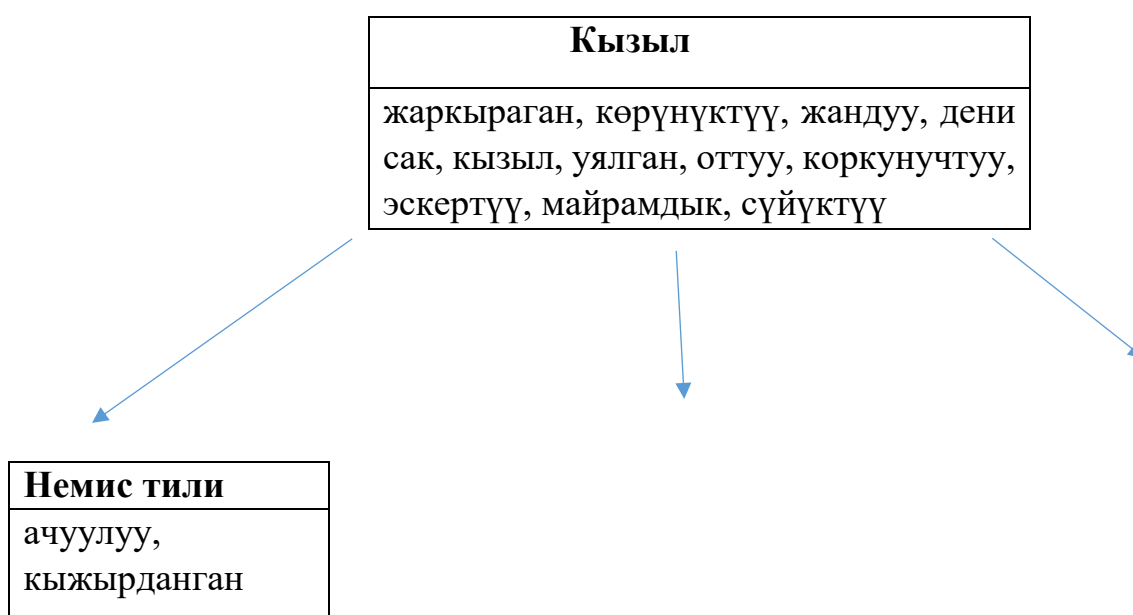 Кызыл
жаркыраган, көрүнүктүү, жандуу, дени
сак, кызыл, уялган, оттуу, коркунучтуу,
эскертүү, майрамдык, сүйүктүү
Немис тили
ачуулуу,
кыжырданган